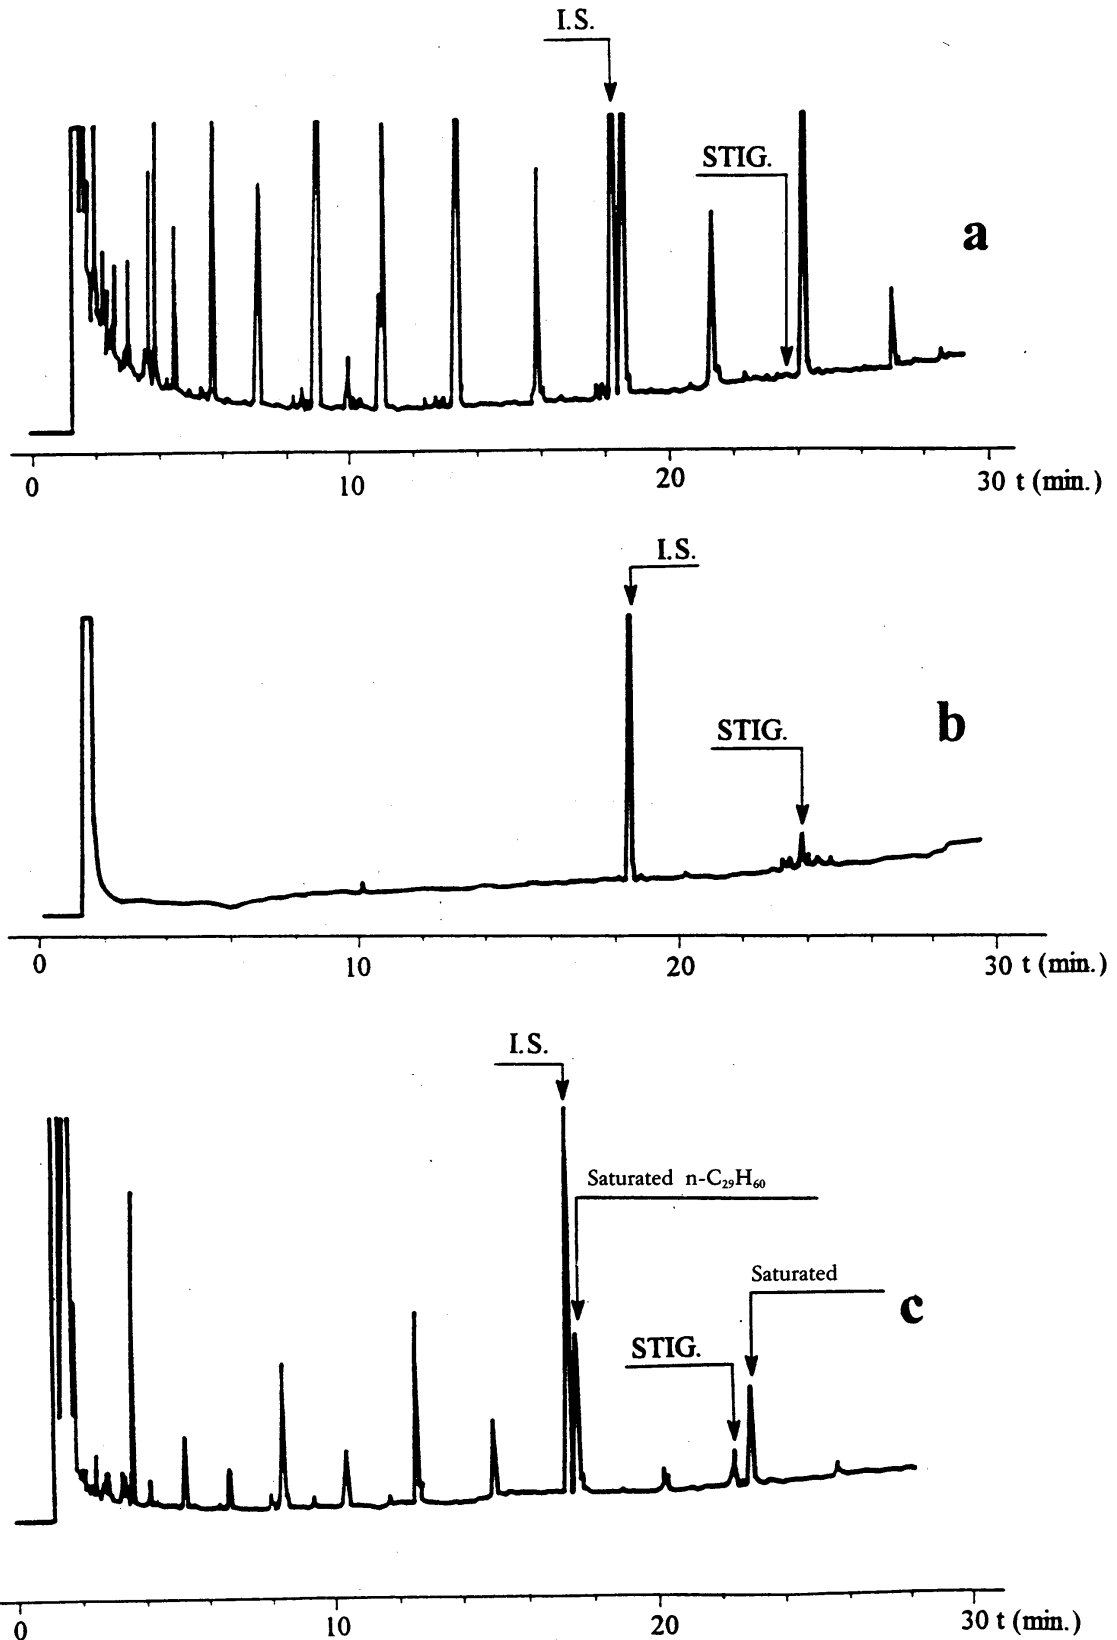 I.S.
STIG.
a
0 10 20 30 t (min.)
I.S.
STIG.
b
0 10 20 30 t (min.)
I.S.
Saturated n-C₂₉H₆₀
Saturated
c
STIG.
0 10 20 30 t (min.)